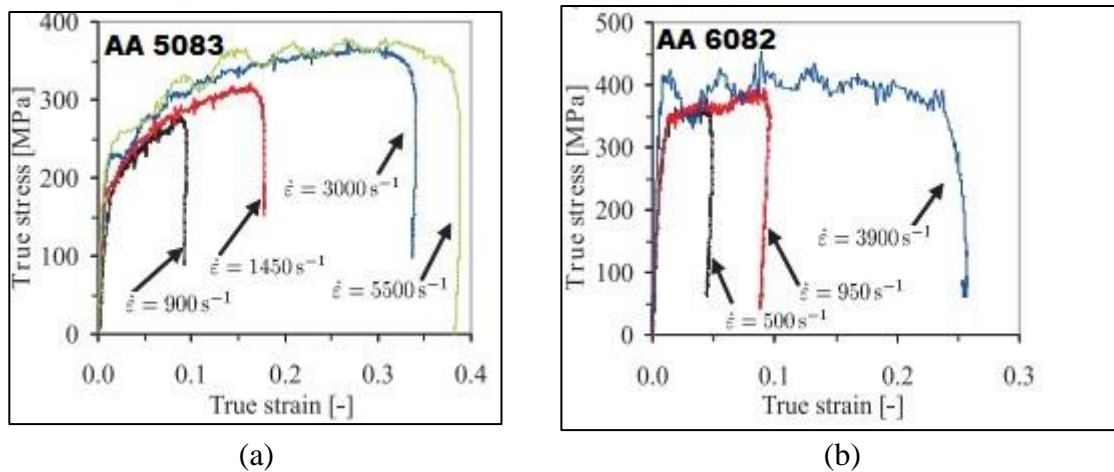 AA 5083
400
300
200
100
0
True stress [MPa]
ε̇ = 900 s⁻¹
ε̇ = 1450 s⁻¹
ε̇ = 3000 s⁻¹
ε̇ = 5500 s⁻¹
0.0 0.1 0.2 0.3 0.4
True strain [-]
(a)
AA 6082
500
400
300
200
100
0
True stress [MPa]
ε̇ = 500 s⁻¹
ε̇ = 950 s⁻¹
ε̇ = 3900 s⁻¹
0.0 0.1 0.2 0.3
True strain [-]
(b)